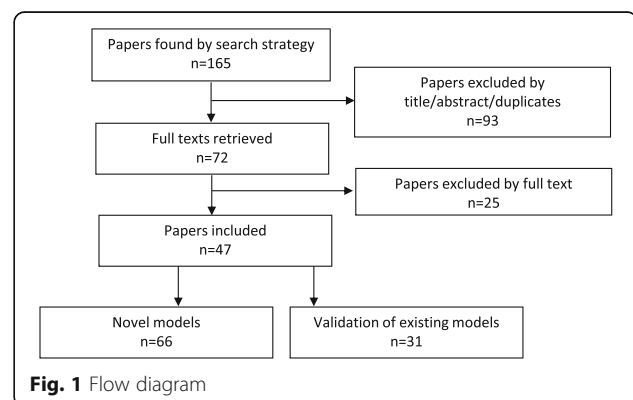 Papers found by search strategy
n=165
Papers excluded by
title/abstract/duplicates
n=93
Full texts retrieved
n=72
Papers excluded by full text
n=25
Papers included
n=47
Novel models
n=66
Validation of existing models
n=31
Fig. 1 Flow diagram